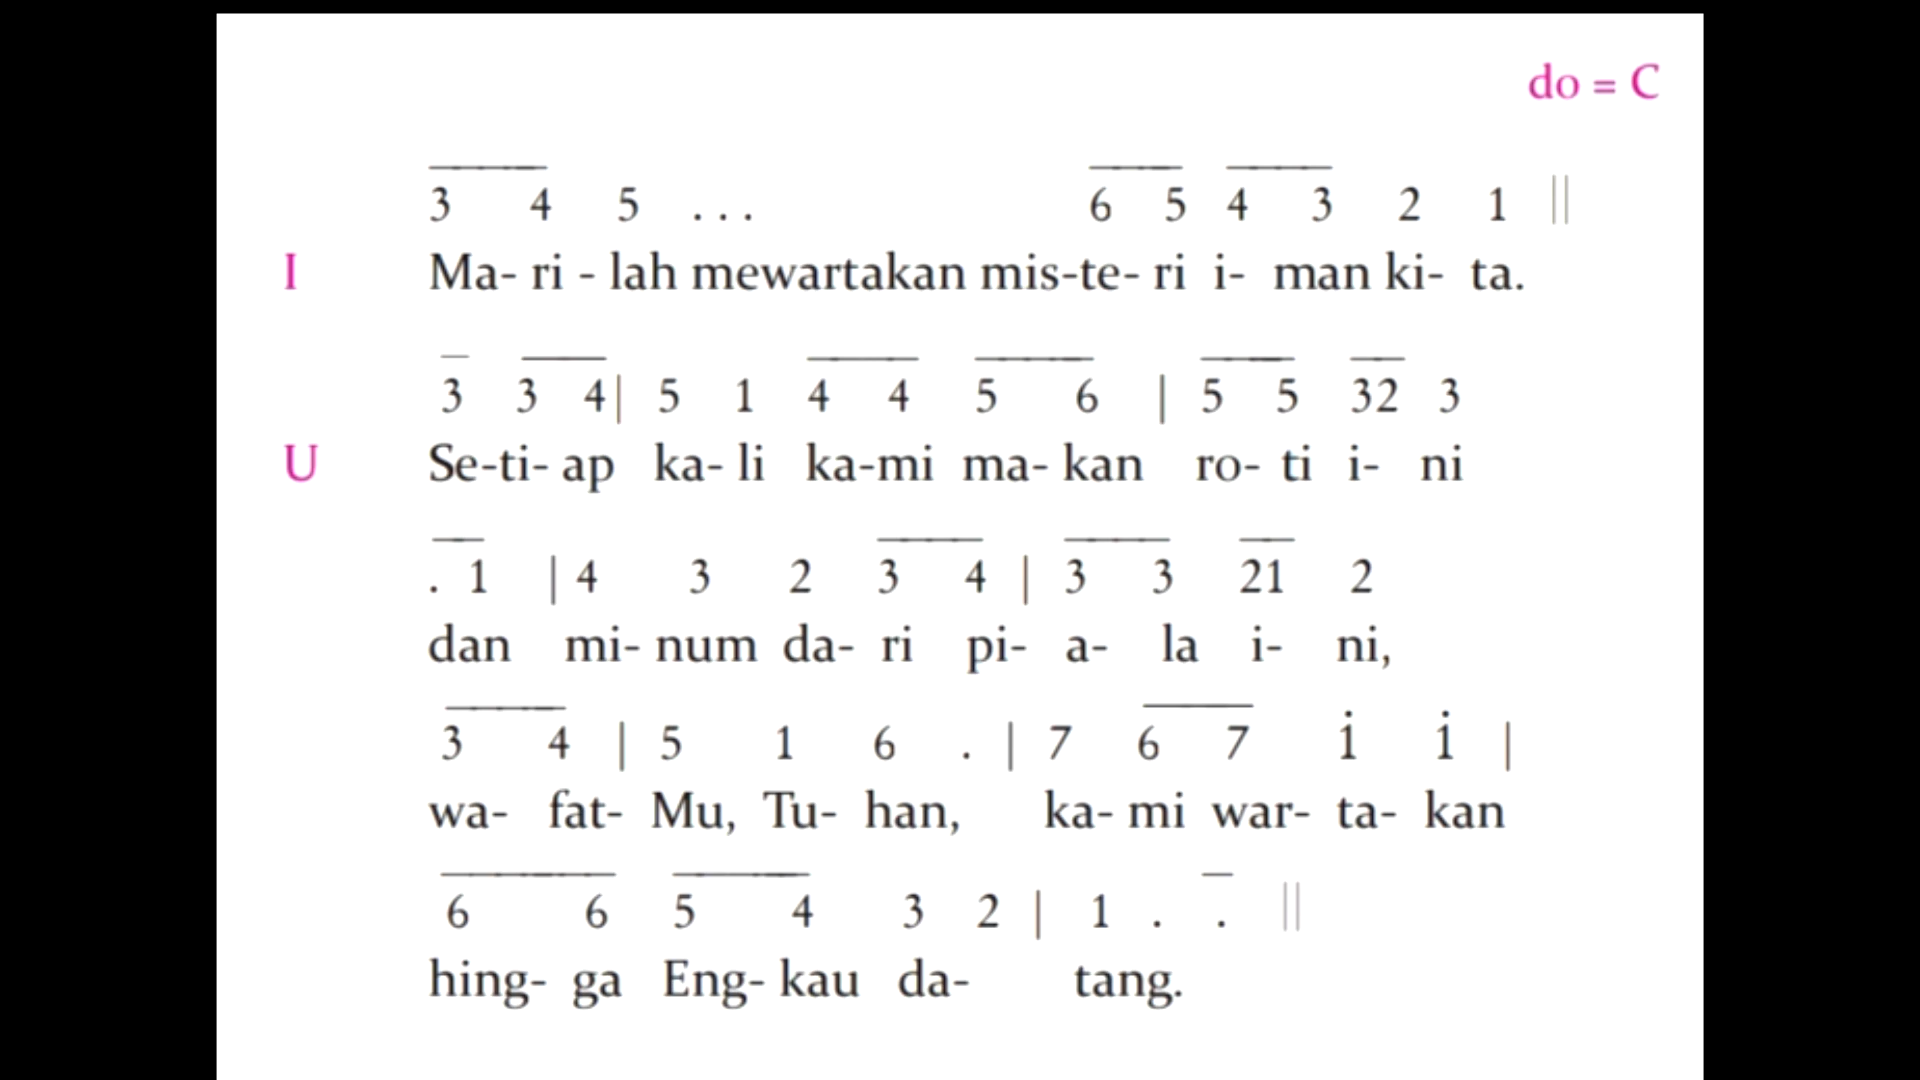 do = C
3 4 5 ... 6 5 4 3 2 1 ||
I Ma- ri - lah mewartakan mis-te- ri i- man ki- ta.
3 3 4 | 5 1 4 4 5 6 | 5 5 32 3
U Se-ti- ap ka- li ka-mi ma- kan ro- ti i- ni
. 1 | 4 3 2 3 4 | 3 3 21 2
dan mi- num da- ri pi- a- la i- ni,
3 4 | 5 1 6 . | 7 6 7 1̇ 1̇ |
wa- fat- Mu, Tu- han, ka- mi war- ta- kan
6 6 5 4 3 2 | 1 . . ||
hing- ga Eng- kau da- tang.